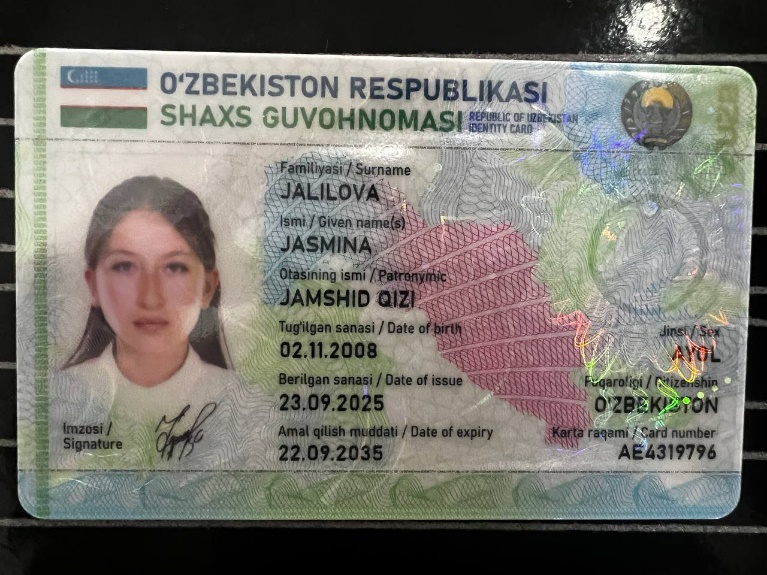 O'ZBEKISTON RESPUBLIKASI
SHAXS GUVOHNOMASI REPUBLIC OF UZBEKISTAN
IDENTITY CARD
Familiyasi / Surname
JALILOVA
Ismi / Given name(s)
JASMINA
Otasining ismi / Patronymic
JAMSHID QIZI
Tug'ilgan sanasi / Date of birth
02.11.2008
Jinsi / Sex
AYOL
Berilgan sanasi / Date of issue
23.09.2025
Fuqaroligi / Citizenship
O'ZBEKISTON
Imzosi /
Signature
Amal qilish muddati / Date of expiry
22.09.2035
Karta raqami / Card number
AE4319796